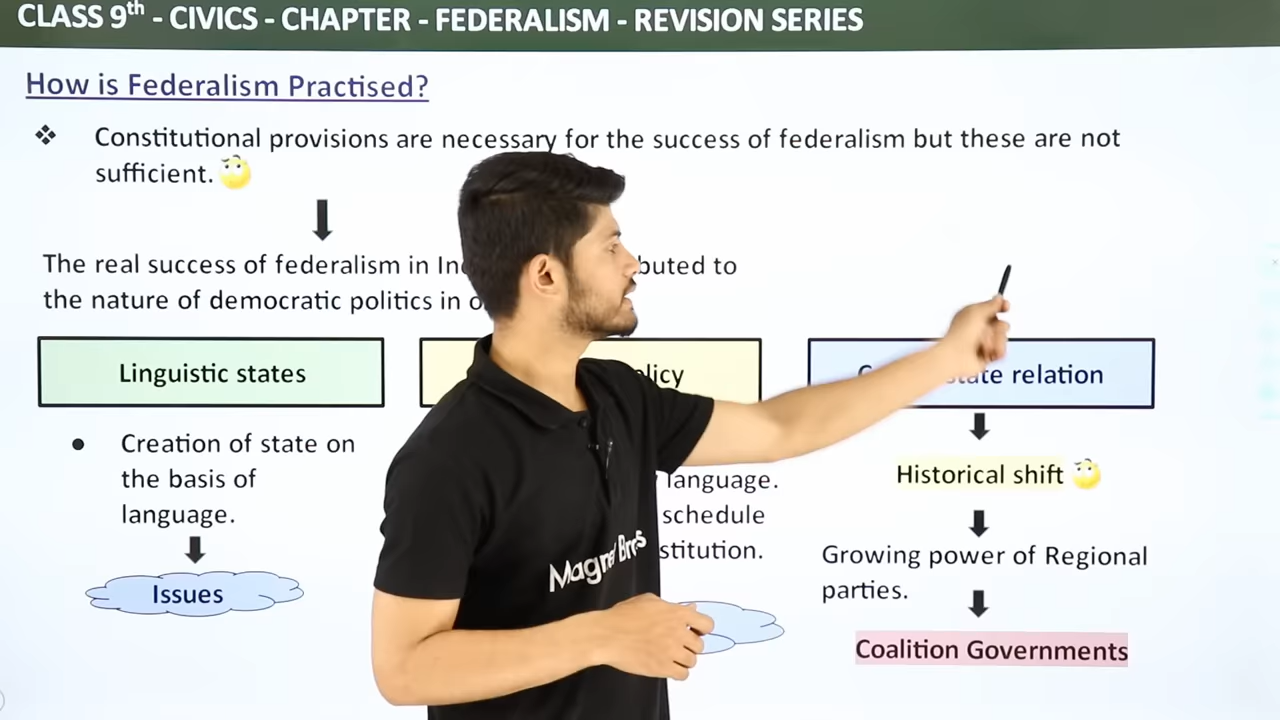 CLASS 9th - CIVICS - CHAPTER - FEDERALISM - REVISION SERIES
How is Federalism Practised?
❖ Constitutional provisions are necessary for the success of federalism but these are not
sufficient.
The real success of federalism in buted to
the nature of democratic politics in
Linguistic states
state relation
● Creation of state on
the basis of
language.
Issues
language.
schedule
Historical shift
Growing power of Regional
parties.
Coalition Governments